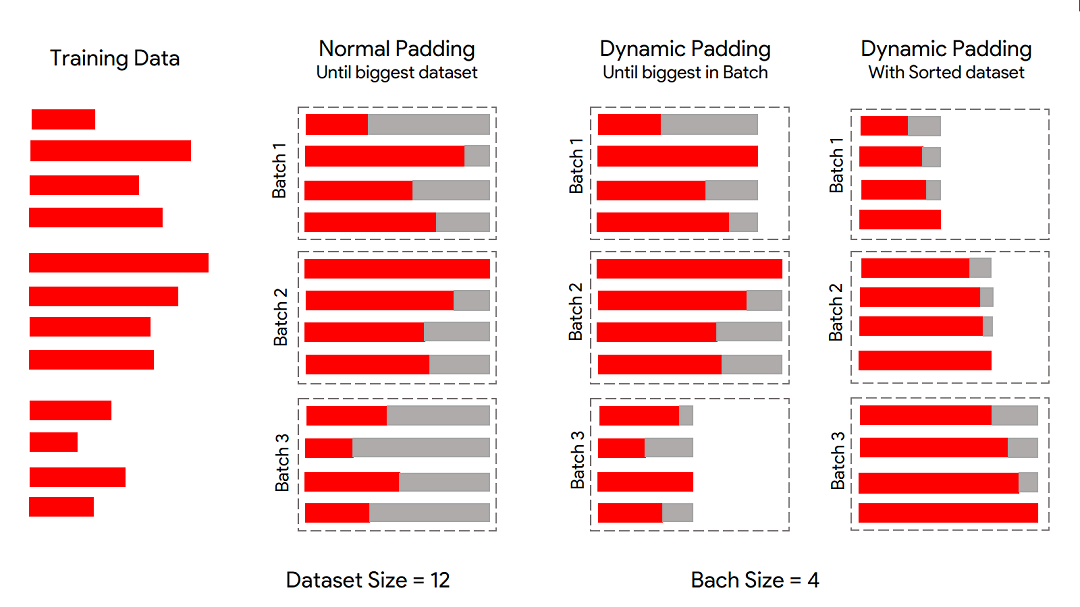 Training Data
Normal Padding
Until biggest dataset
Dynamic Padding
Until biggest in Batch
Dynamic Padding
With Sorted dataset
Batch 1
Batch 1
Batch 1
Batch 2
Batch 2
Batch 2
Batch 3
Batch 3
Batch 3
Dataset Size = 12
Bach Size = 4